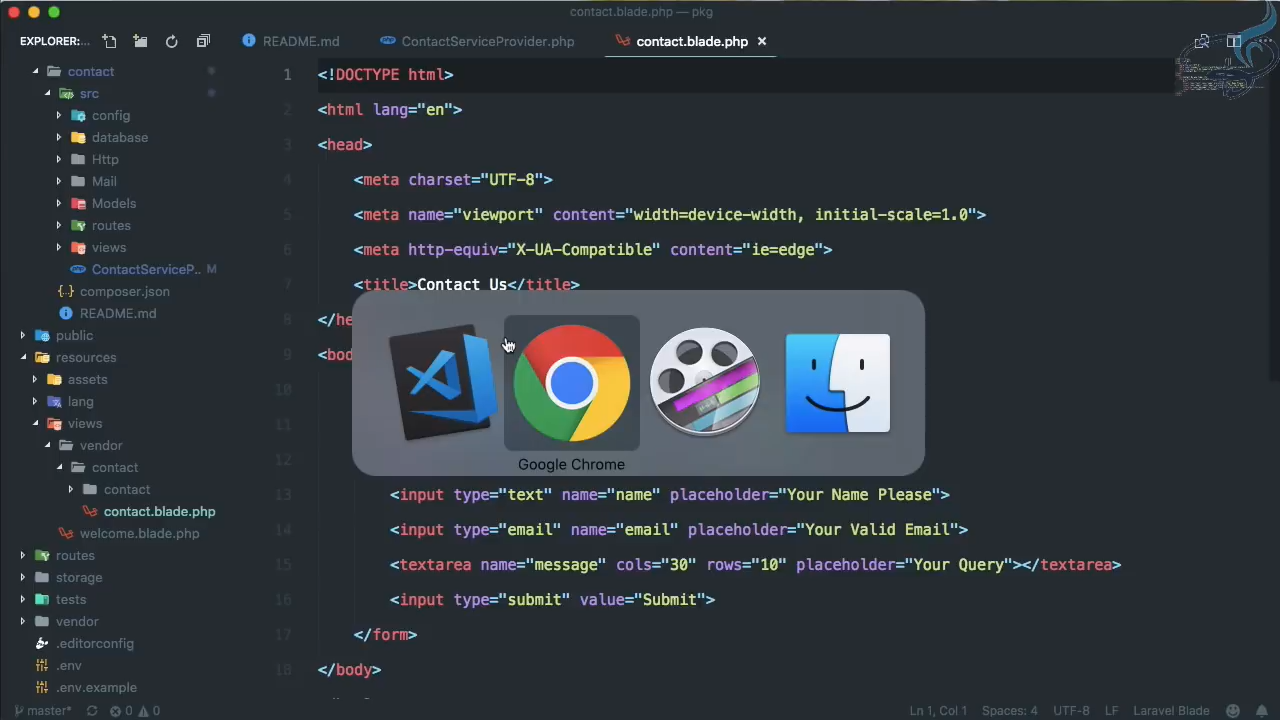 contact.blade.php — pkg
EXPLORER:...
README.md
ContactServiceProvider.php
contact.blade.php
contact
src
config
database
Http
Mail
Models
routes
views
ContactServiceP.. M
composer.json
README.md
public
resources
assets
lang
views
vendor
contact
contact
contact.blade.php
welcome.blade.php
routes
storage
tests
vendor
.editorconfig
.env
.env.example
1 <!DOCTYPE html>
2 <html lang="en">
3 <head>
4 <meta charset="UTF-8">
5 <meta name="viewport" content="width=device-width, initial-scale=1.0">
6 <meta http-equiv="X-UA-Compatible" content="ie=edge">
7 <title>Contact Us</title>
8 </he
9 <bod
10
11
12
Google Chrome
13 <input type="text" name="name" placeholder="Your Name Please">
14 <input type="email" name="email" placeholder="Your Valid Email">
15 <textarea name="message" cols="30" rows="10" placeholder="Your Query"></textarea>
16 <input type="submit" value="Submit">
17 </form>
18 </body>
master* 0 0
Ln 1, Col 1 Spaces: 4 UTF-8 LF Laravel Blade